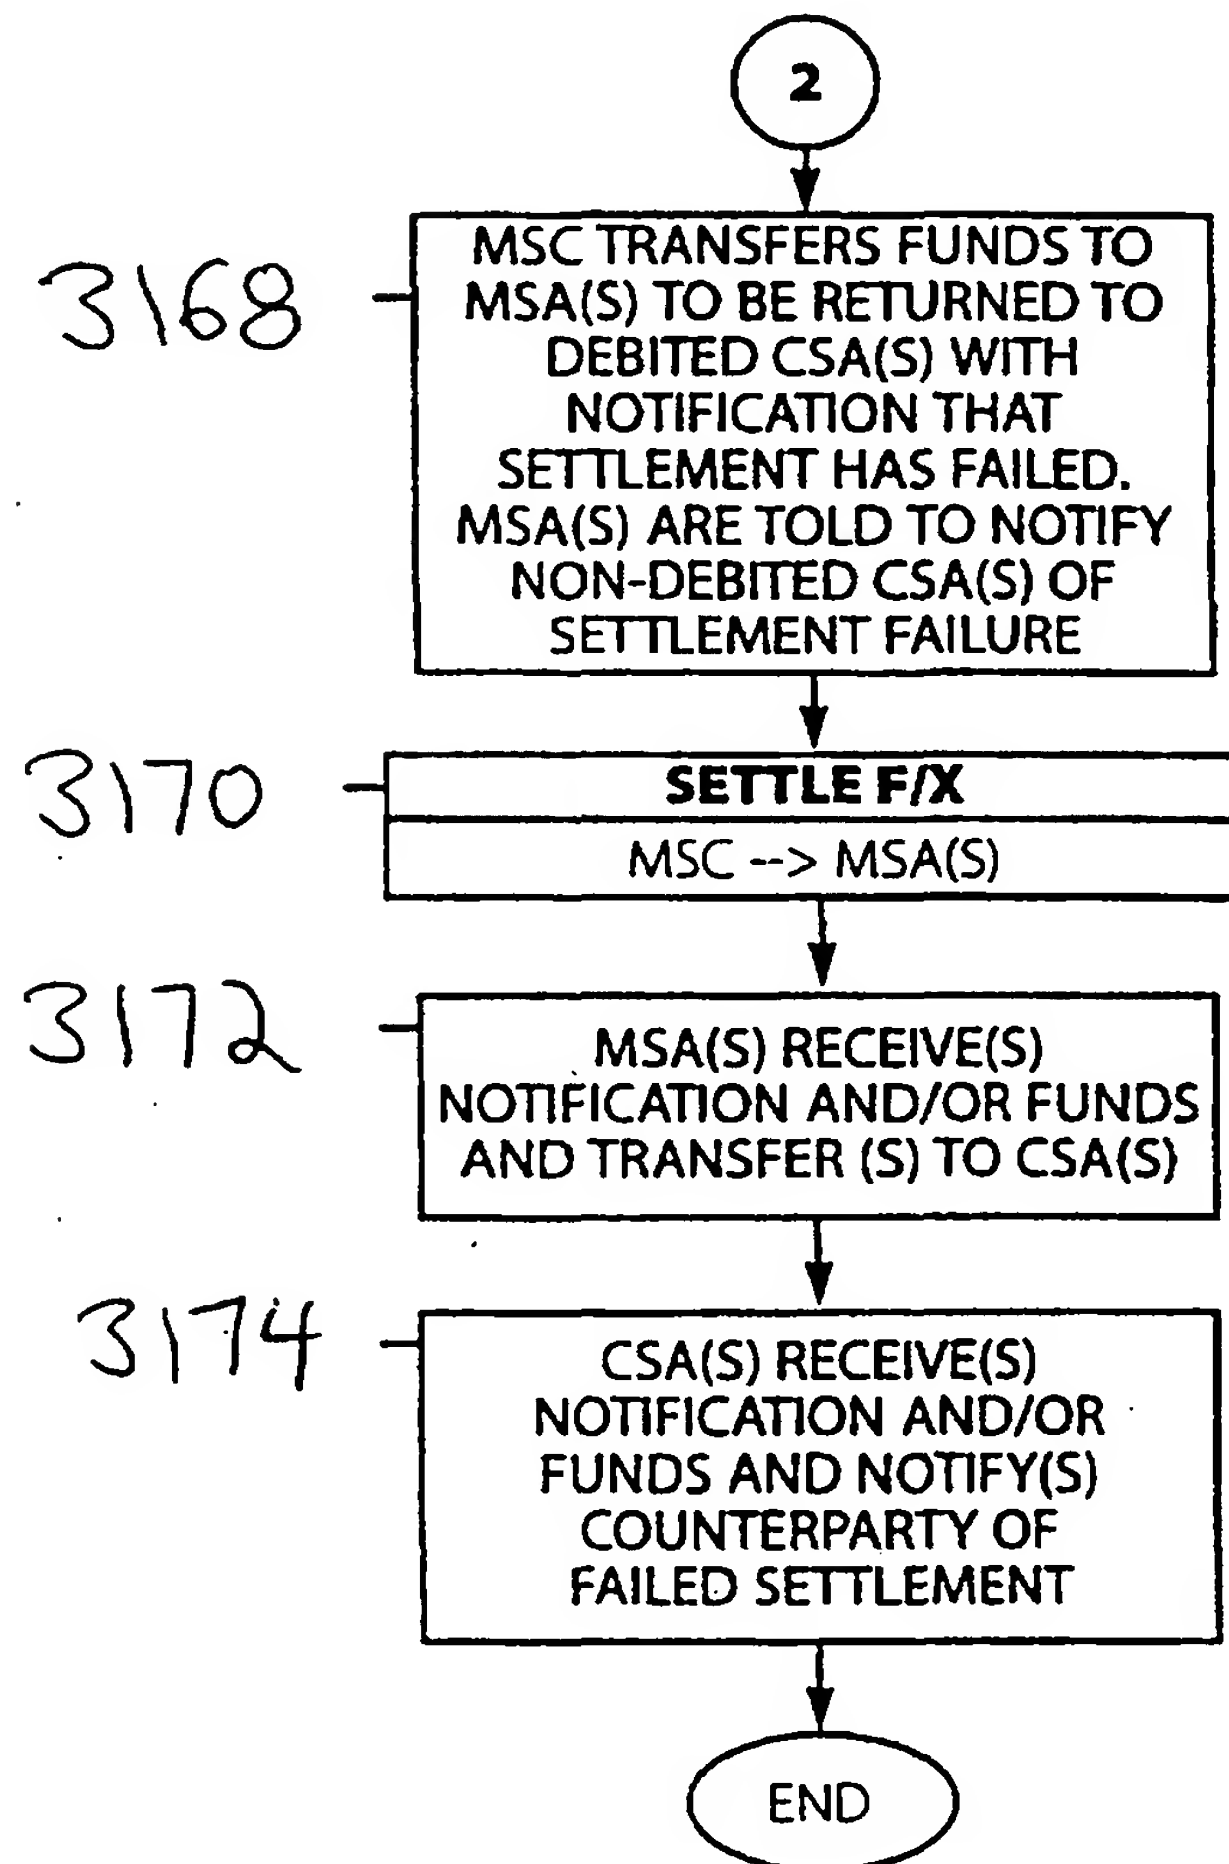 2
3168
MSC TRANSFERS FUNDS TO
MSA(S) TO BE RETURNED TO
DEBITED CSA(S) WITH
NOTIFICATION THAT
SETTLEMENT HAS FAILED.
MSA(S) ARE TOLD TO NOTIFY
NON-DEBITED CSA(S) OF
SETTLEMENT FAILURE
3170
SETTLE F/X
MSC --> MSA(S)
3172
MSA(S) RECEIVE(S)
NOTIFICATION AND/OR FUNDS
AND TRANSFER (S) TO CSA(S)
3174
CSA(S) RECEIVE(S)
NOTIFICATION AND/OR
FUNDS AND NOTIFY(S)
COUNTERPARTY OF
FAILED SETTLEMENT
END